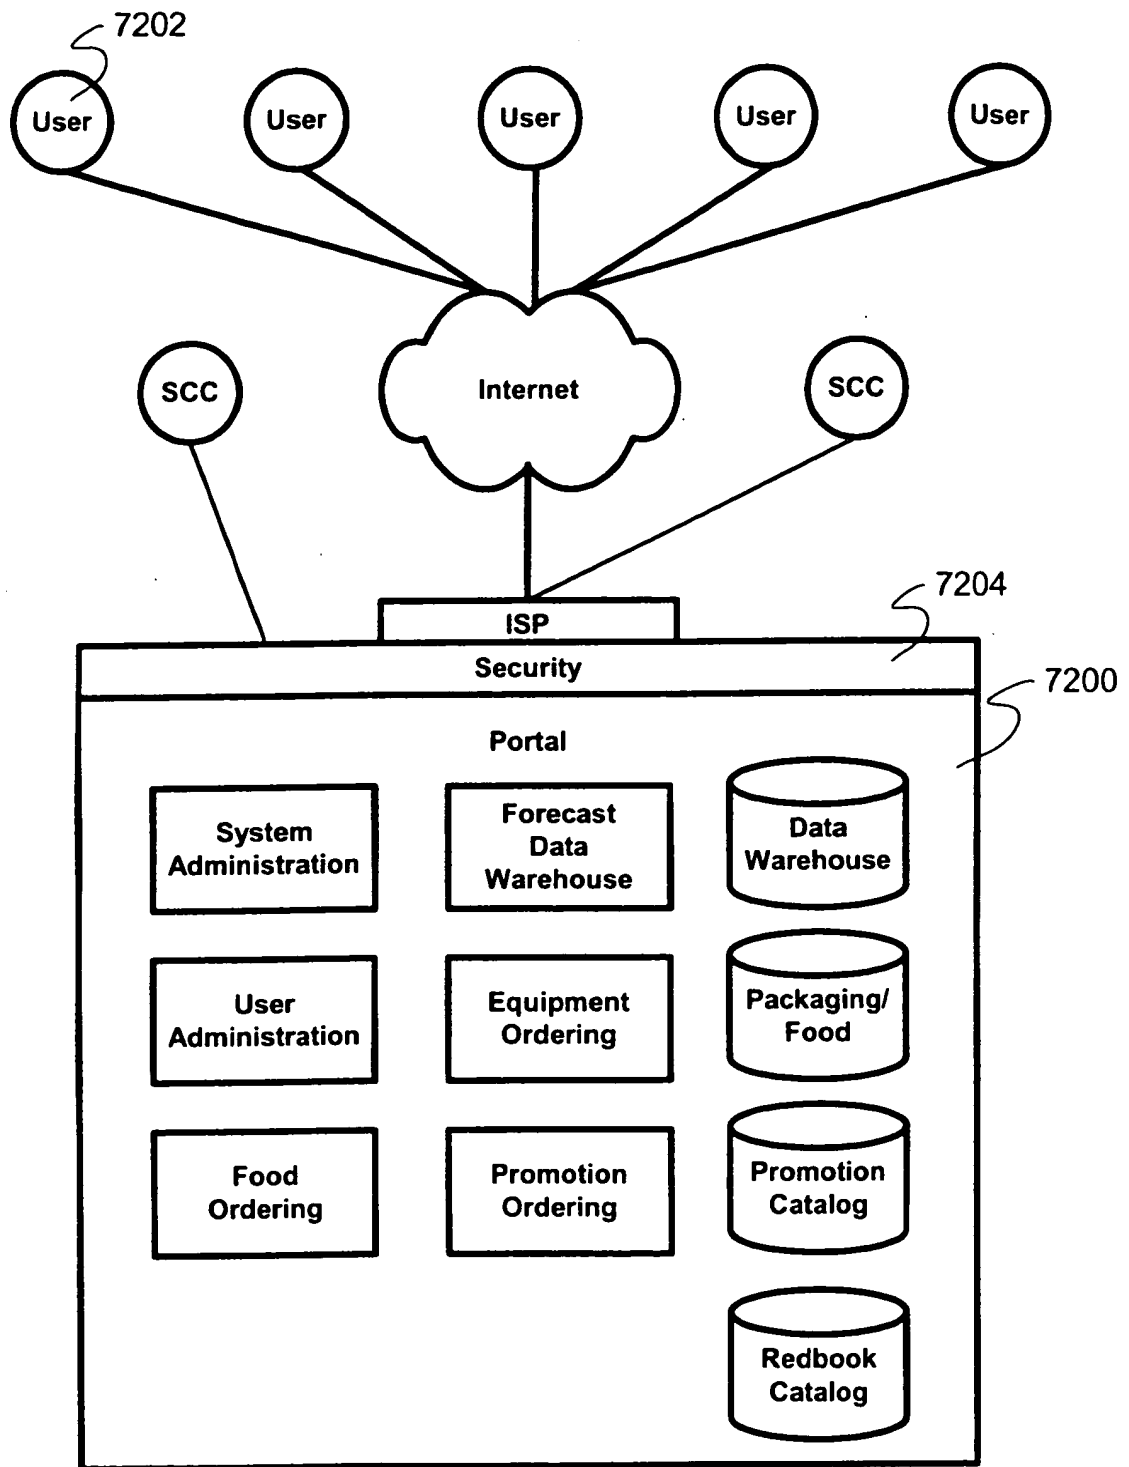 7202
User
User
User
User
User
SCC
Internet
SCC
7204
ISP
Security
7200
Portal
System
Administration
Forecast
Data
Warehouse
Data
Warehouse
User
Administration
Equipment
Ordering
Packaging/
Food
Food
Ordering
Promotion
Ordering
Promotion
Catalog
Redbook
Catalog